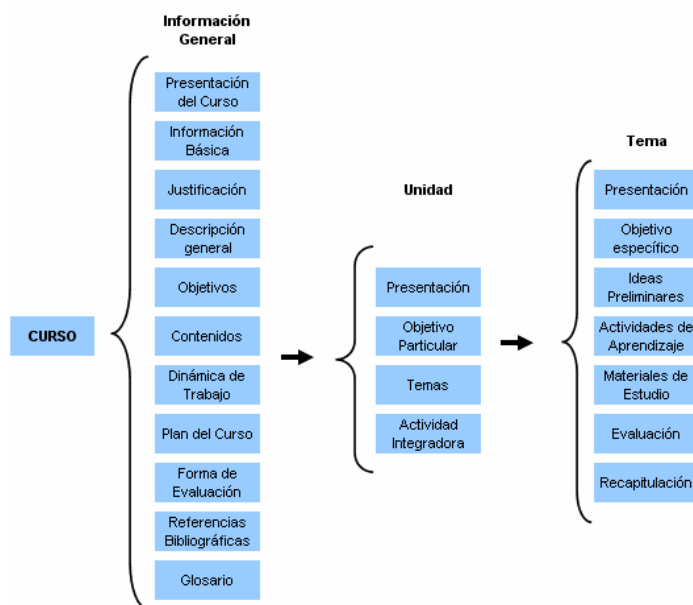 Información
General
Presentación
del Curso
Información
Básica
Justificación
Descripción
general
Objetivos
CURSO
Contenidos
Dinámica de
Trabajo
Plan del Curso
Forma de
Evaluación
Referencias
Bibliográficas
Glosario
Unidad
Presentación
Objetivo
Particular
Temas
Actividad
Integradora
Tema
Presentación
Objetivo
específico
Ideas
Preliminares
Actividades de
Aprendizaje
Materiales de
Estudio
Evaluación
Recapitulación